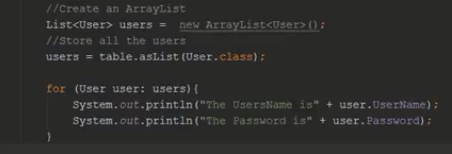 //Create an ArrayList
List<User> users =  new ArrayList<User>();
//Store all the users
users = table.asList(User.class);
for (User user: users){
System.out.println("The UsersName is" + user.UserName);
System.out.println("The Password is" + user.Password);
}